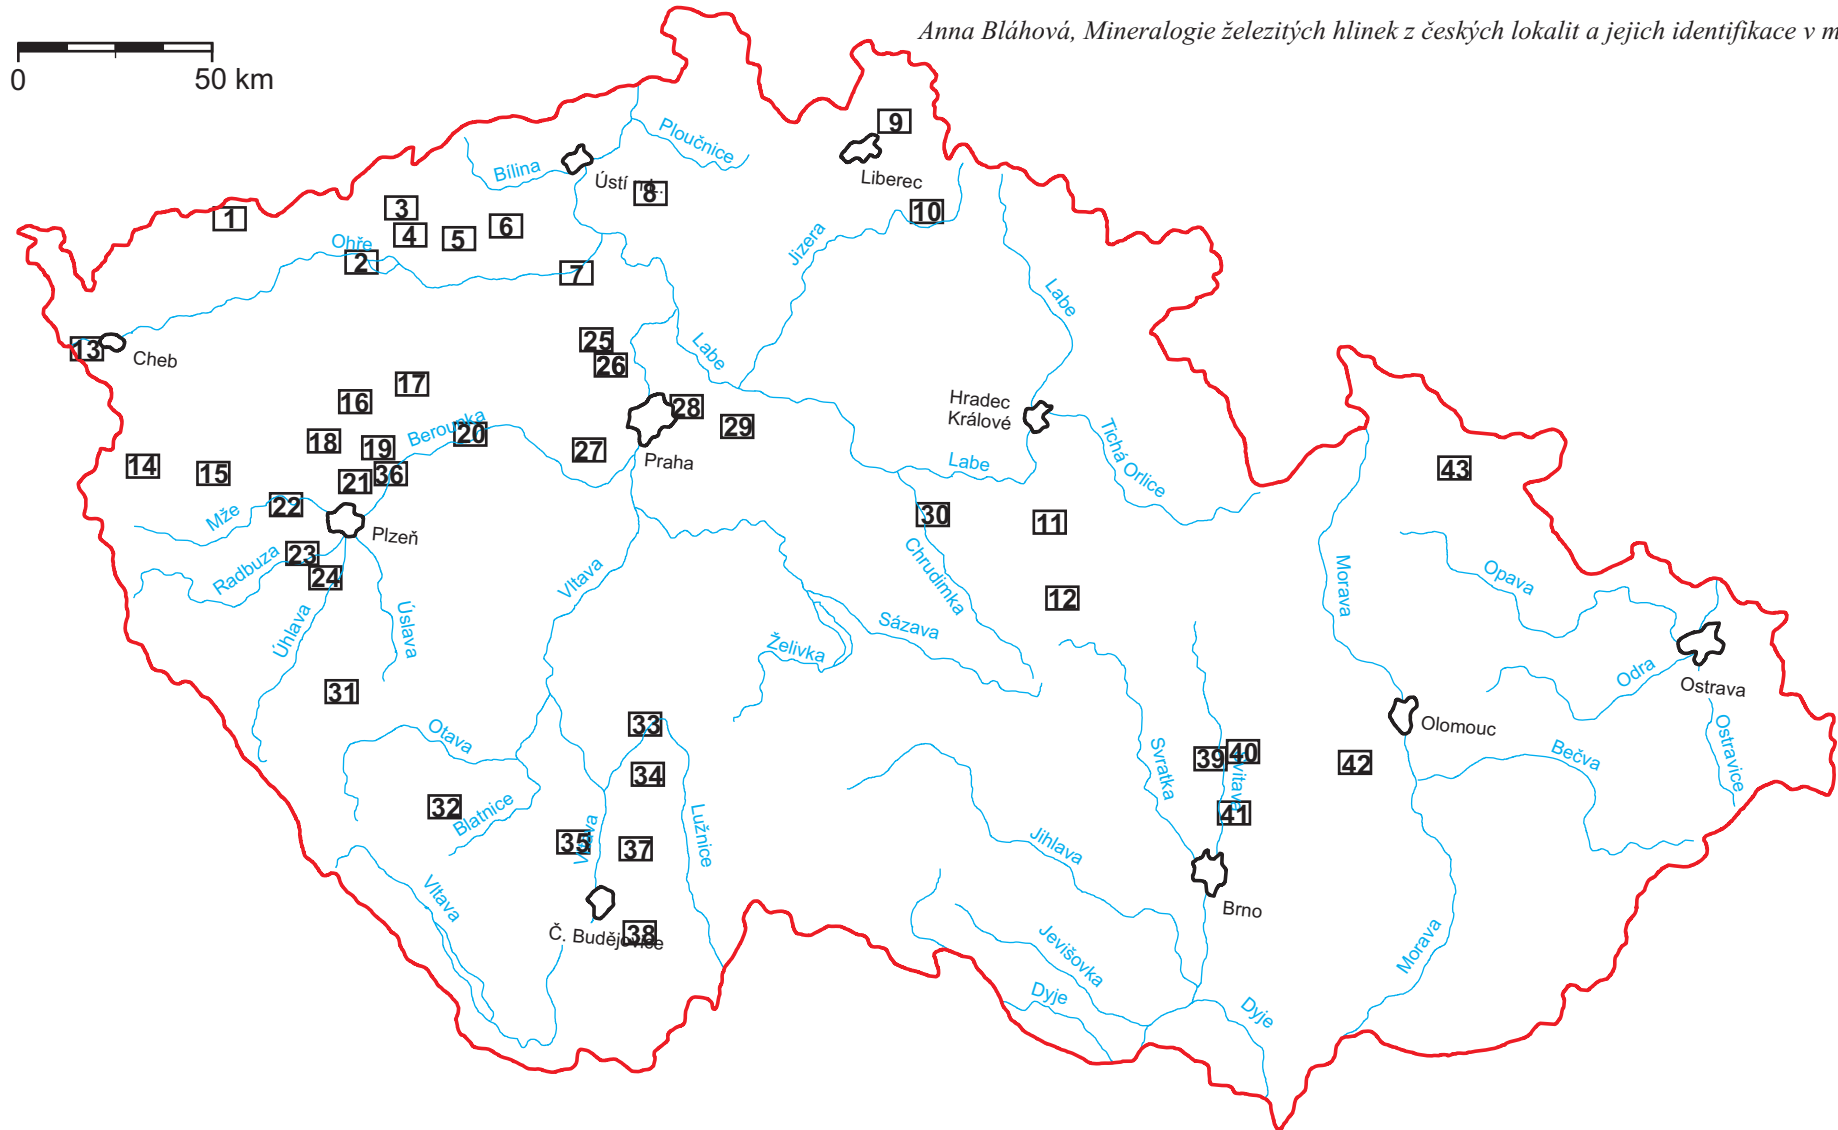 Anna Bláhová, Mineralogie železitých hlinek z českých lokalit a jejich identifikace v m
0 50 km
9
Ploučnice
Bílina
Ústí n.L.
Liberec
8
1
3
10
4
5
6
Ohře
Jizera
2
7
Labe
13
Cheb
25
Labe
26
17
16
Hradec
Králové
28
29
Berounka
20
18
19
27
Praha
Tichá Orlice
14
15
21
36
Labe
43
22
Mže
30
11
Plzeň
Chrudimka
23
Radbuza
24
Vltava
Morava
Opava
12
Úhlava
Úslava
Sázava
Želivka
Odra
Ostrava
31
33
Otava
Olomouc
Ostravice
34
Svratka
39
40
Svitava
42
Bečva
32
Blatnice
41
35
Vltava
37
Lužnice
Jihlava
Vltava
Brno
Č. Budějovice
38
Jevišovka
Morava
Dyje
Dyje